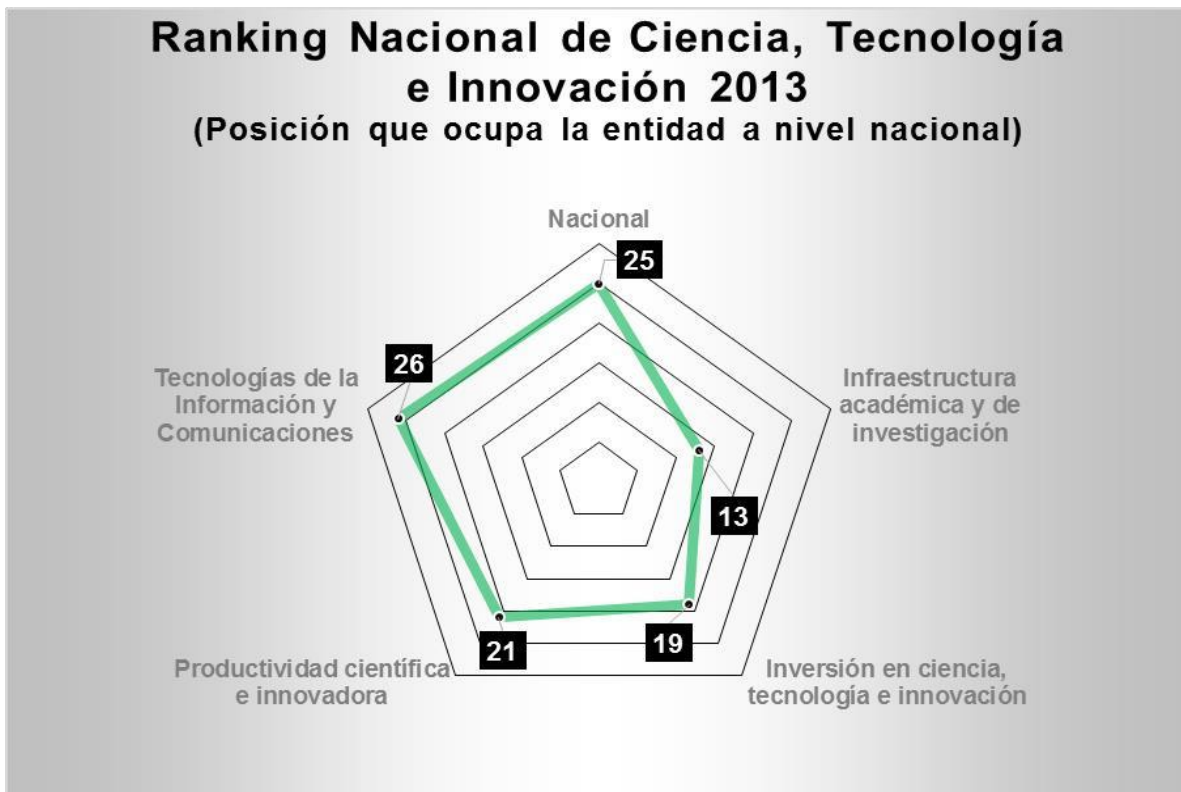 Ranking Nacional de Ciencia, Tecnología
e Innovación 2013
(Posición que ocupa la entidad a nivel nacional)
Nacional
25
26
Tecnologías de la
Información y
Comunicaciones
Infraestructura
académica y de
investigación
13
19
21
Productividad científica
e innovadora
Inversión en ciencia,
tecnología e innovación